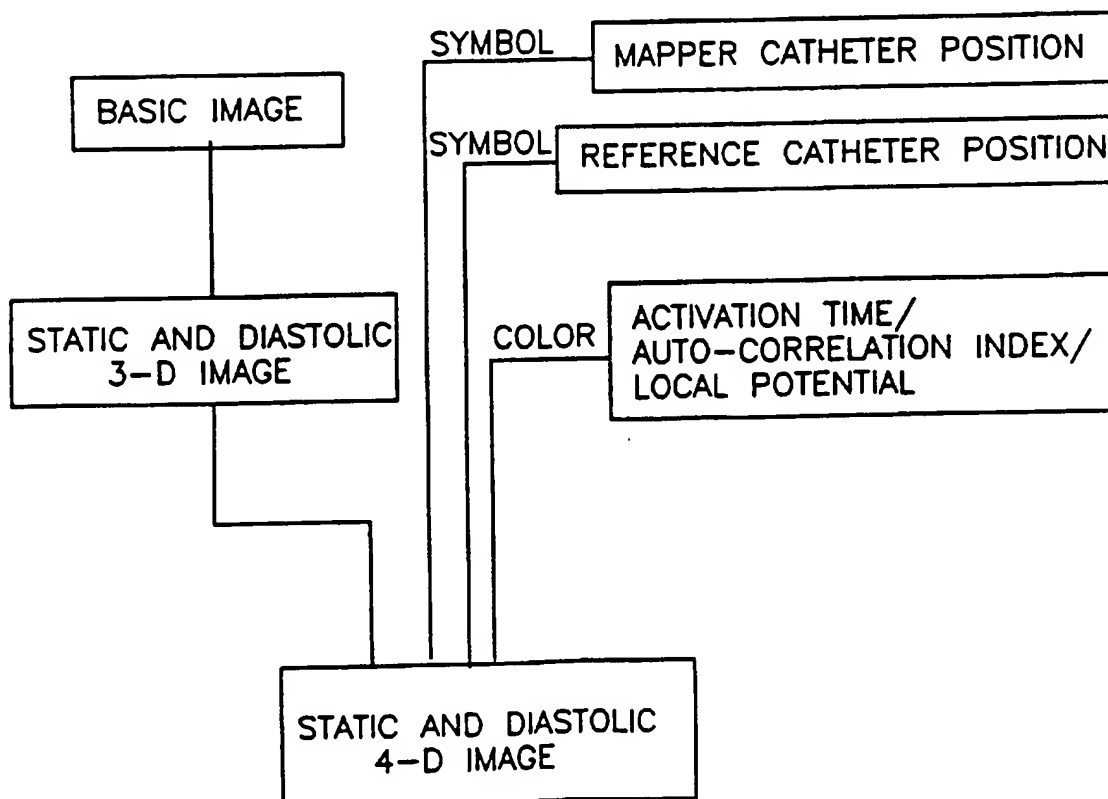 SYMBOL
MAPPER CATHETER POSITION
BASIC IMAGE
SYMBOL
REFERENCE CATHETER POSITION
STATIC AND DIASTOLIC
3-D IMAGE
COLOR
ACTIVATION TIME/
AUTO-CORRELATION INDEX/
LOCAL POTENTIAL
STATIC AND DIASTOLIC
4-D IMAGE